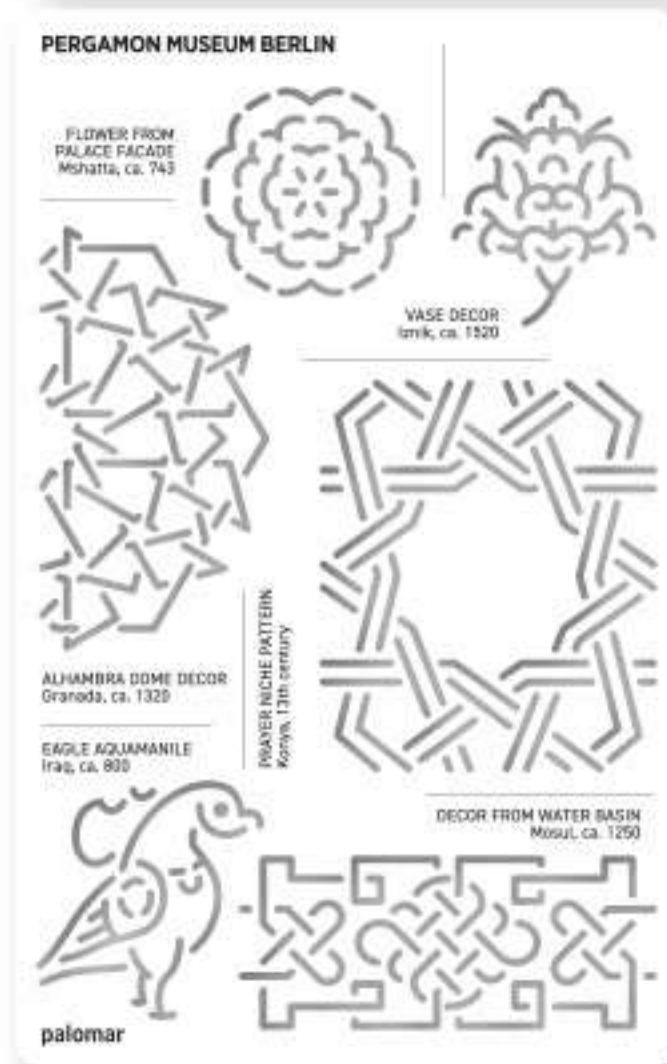 PERGAMON MUSEUM BERLIN
FLOWER FROM
PALACE FACADE
Mshatta, ca. 743
VASE DECOR
Iznik, ca. 1520
ALHAMBRA DOME DECOR
Granada, ca. 1320
PRAYER NICHE PATTERN
Konya, 13th century
EAGLE AQUAMANILE
Iraq, ca. 800
DECOR FROM WATER BASIN
Mosul, ca. 1250
palomar